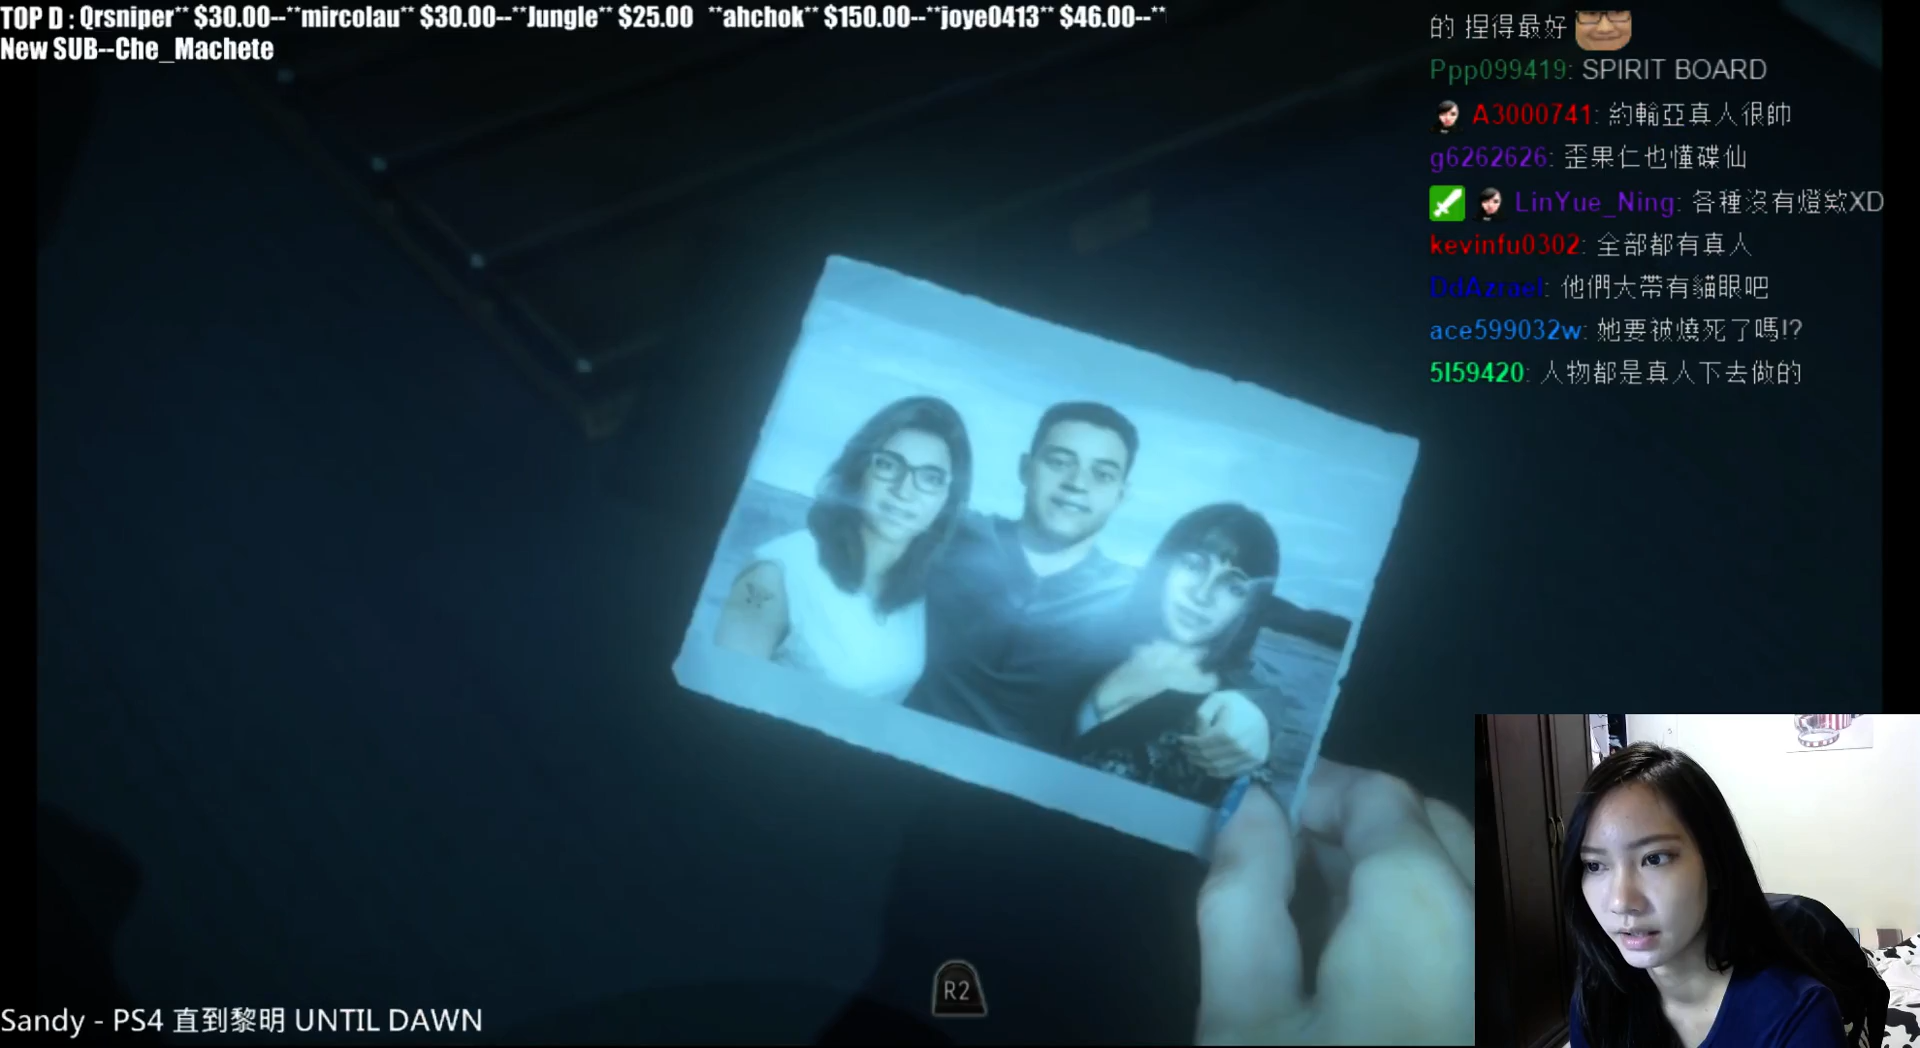 TOP D : Qrsniper** $30.00--**mircolau** $30.00--**Jungle** $25.00 **ahchok** $150.00--**joye0413** $46.00--**
New SUB--Che_Machete
的 捏得最好
Ppp099419: SPIRIT BOARD
A3000741: 約輸亞真人很帥
g6262626: 歪果仁也懂碟仙
LinYue_Ning: 各種沒有燈欸XD
kevinfu0302: 全部都有真人
DdAzrael: 他們大帶有貓眼吧
ace599032w: 她要被燒死了嗎!?
5I59420: 人物都是真人下去做的
R2
Sandy - PS4 直到黎明 UNTIL DAWN